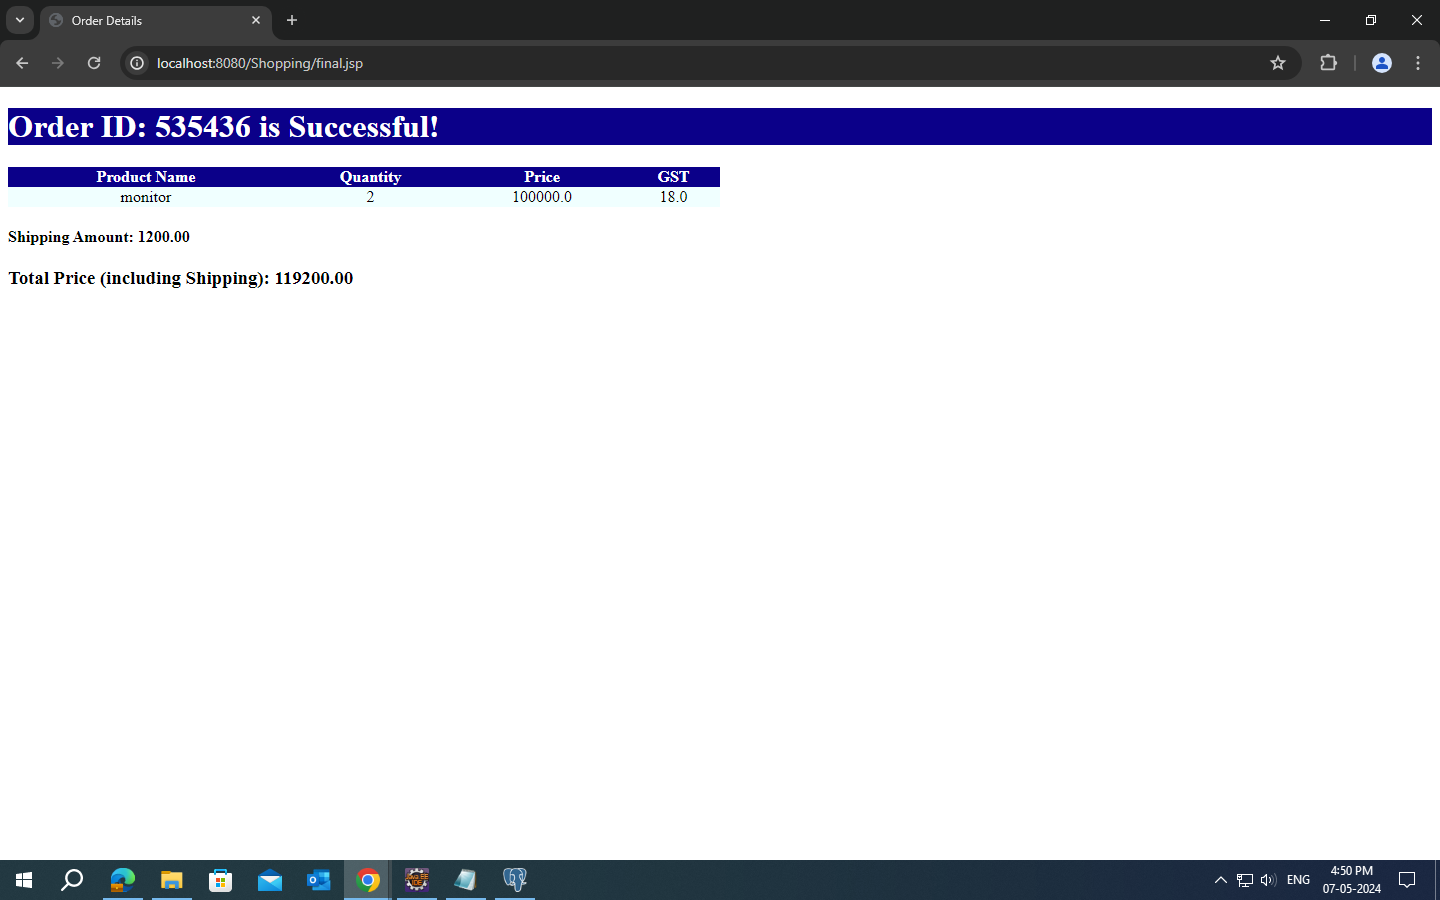 Order Details
localhost:8080/Shopping/final.jsp
Order ID: 535436 is Successful!
Product Name Quantity Price GST
monitor 2 100000.0 18.0
Shipping Amount: 1200.00
Total Price (including Shipping): 119200.00
ENG
4:50 PM
07-05-2024